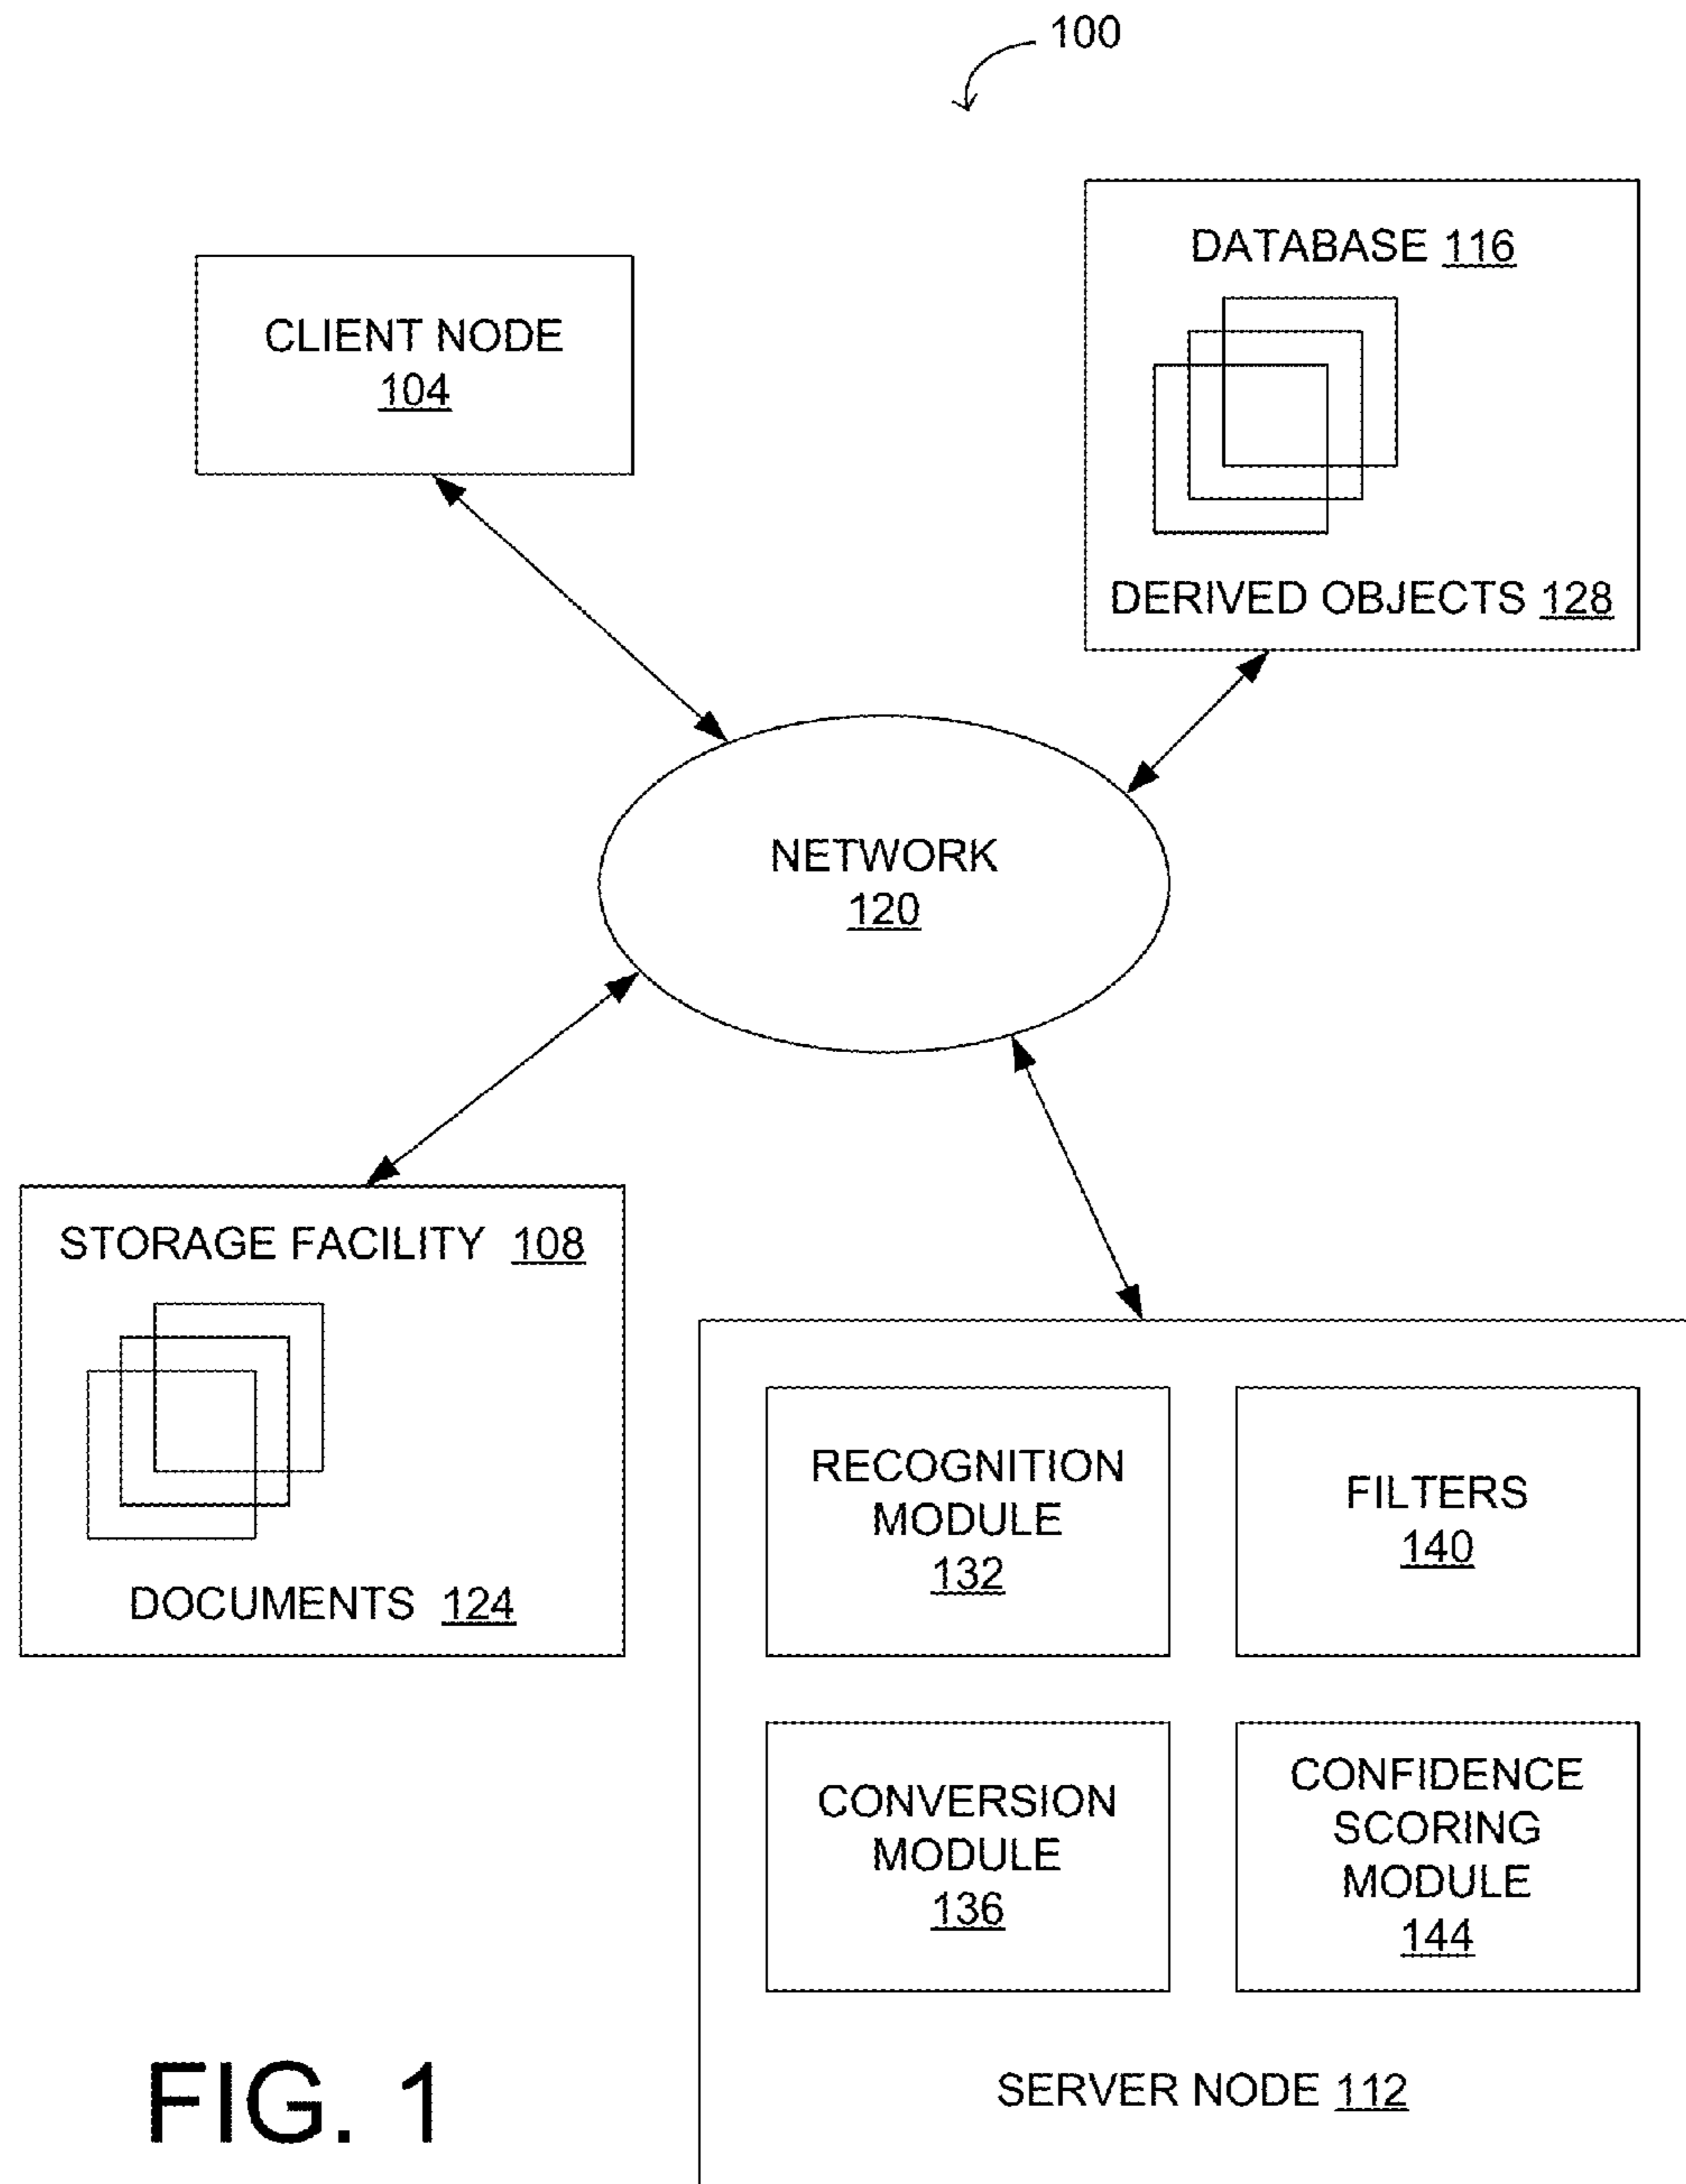 100
DATABASE 116
DERIVED OBJECTS 128
CLIENT NODE
104
NETWORK
120
STORAGE FACILITY 108
DOCUMENTS 124
RECOGNITION
MODULE
132
FILTERS
140
CONVERSION
MODULE
136
CONFIDENCE
SCORING
MODULE
144
SERVER NODE 112
FIG. 1